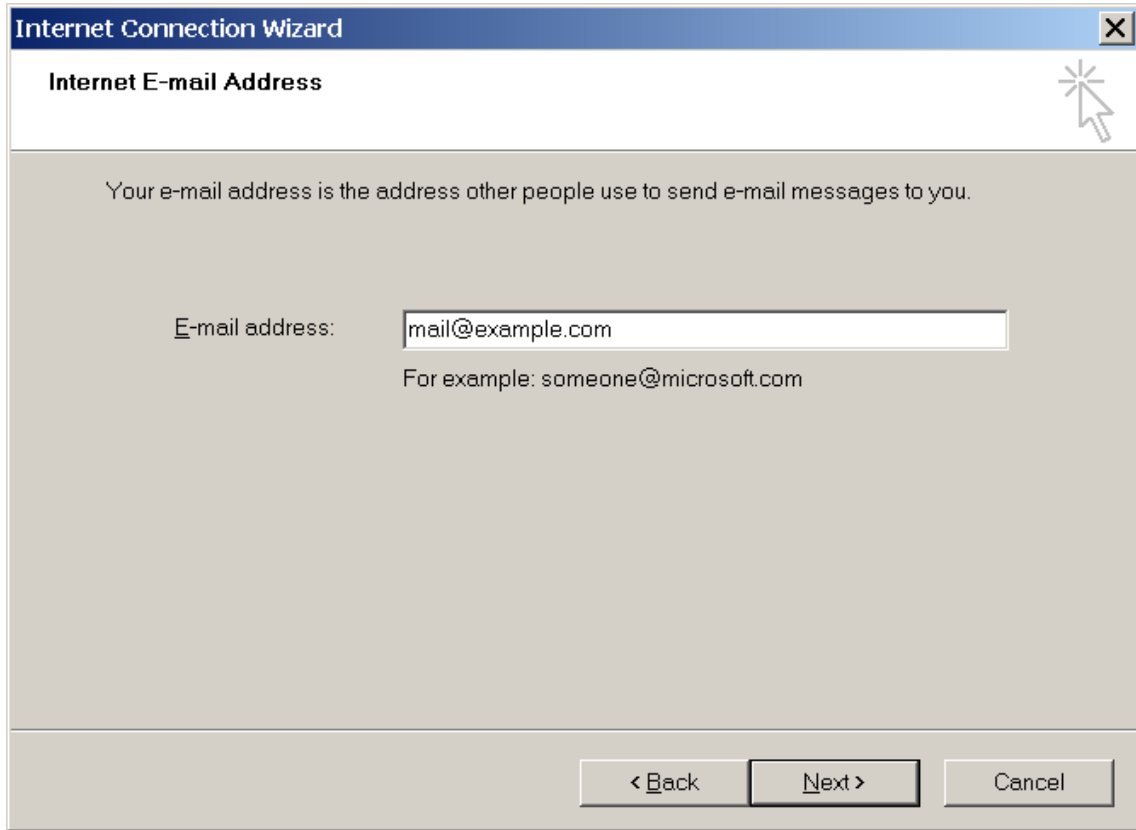 Internet Connection Wizard
Internet E-mail Address
Your e-mail address is the address other people use to send e-mail messages to you.
E-mail address: mail@example.com
For example: someone@microsoft.com
< Back Next > Cancel